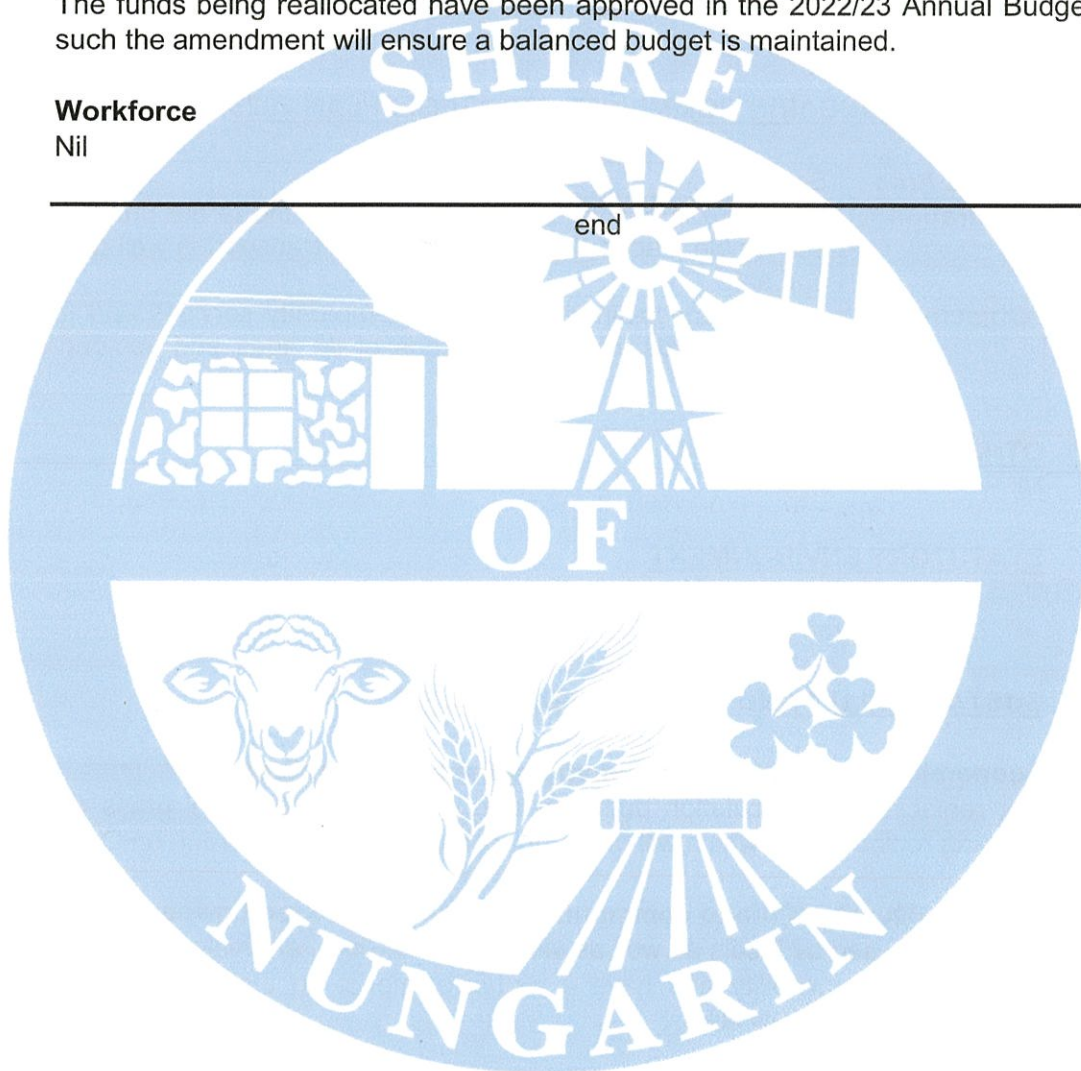 The funds being reallocated have been approved in the 2022/23 Annual Budge
such the amendment will ensure a balanced budget is maintained.
SHIRE
Workforce
Nil
end
OF
NUNGARIN